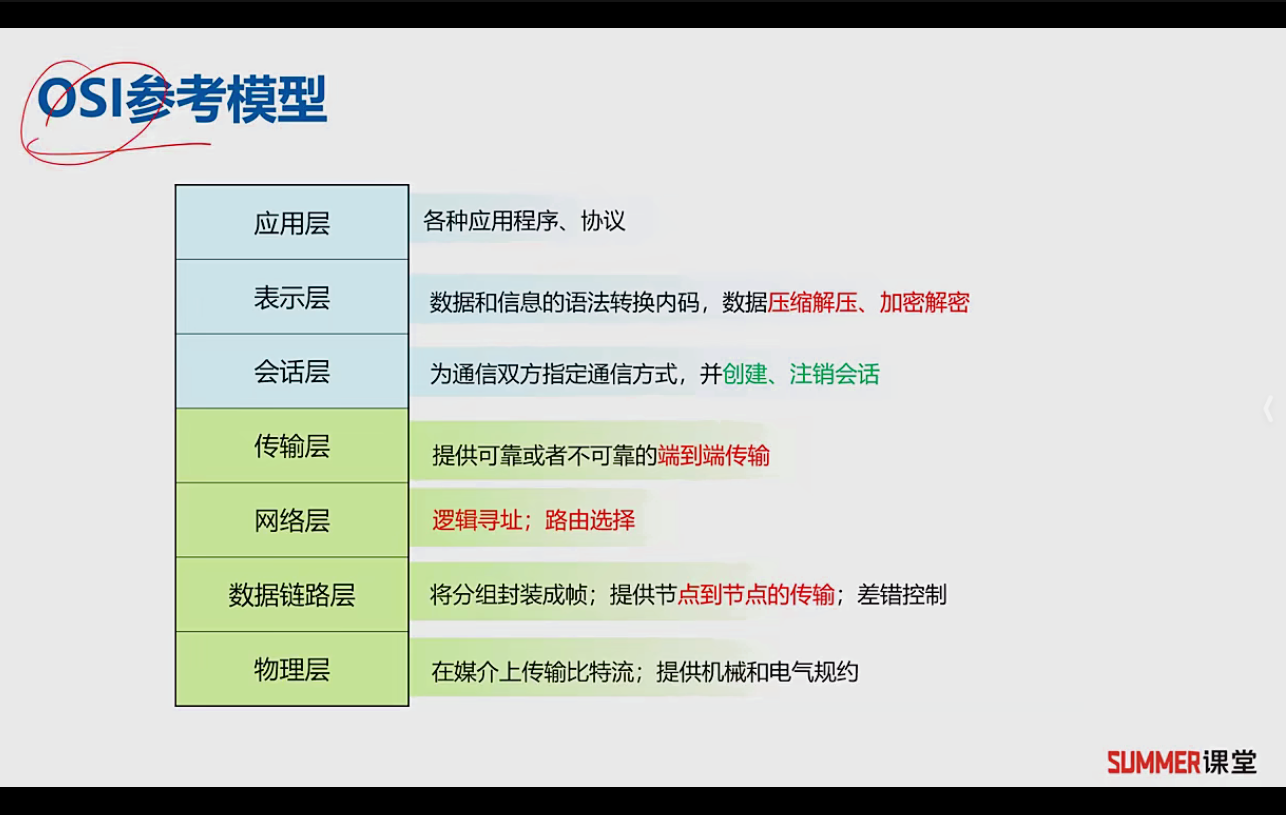 OSI参考模型
应用层
各种应用程序、协议
表示层
数据和信息的语法转换内码，数据压缩解压、加密解密
会话层
为通信双方指定通信方式，并创建、注销会话
传输层
提供可靠或者不可靠的端到端传输
网络层
逻辑寻址；路由选择
数据链路层
将分组封装成帧；提供节点到节点的传输；差错控制
物理层
在媒介上传输比特流；提供机械和电气规约
SUMMER课堂